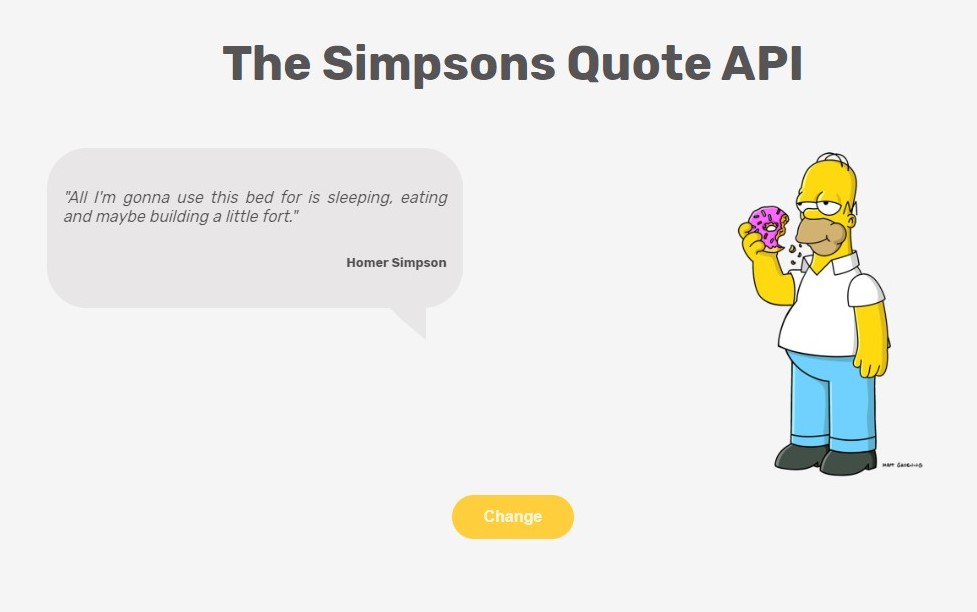 The Simpsons Quote API
"All I'm gonna use this bed for is sleeping, eating
and maybe building a little fort."
Homer Simpson
MATT GROENING
Change